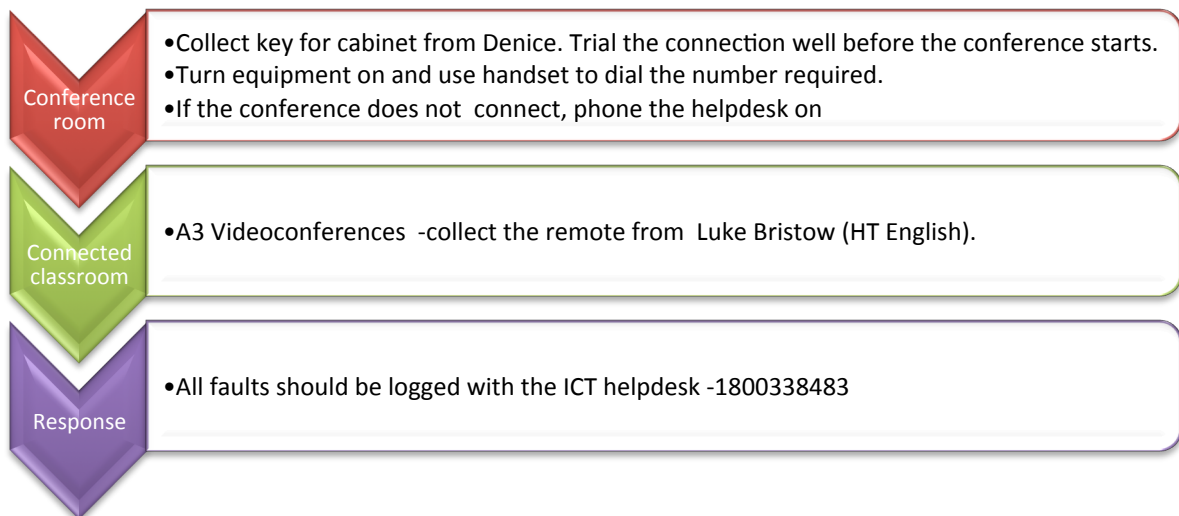 Conference
room
•Collect key for cabinet from Denice. Trial the connection well before the conference starts.
•Turn equipment on and use handset to dial the number required.
•If the conference does not  connect, phone the helpdesk on
Connected
classroom
•A3 Videoconferences  -collect the remote from  Luke Bristow (HT English).
Response
•All faults should be logged with the ICT helpdesk -1800338483